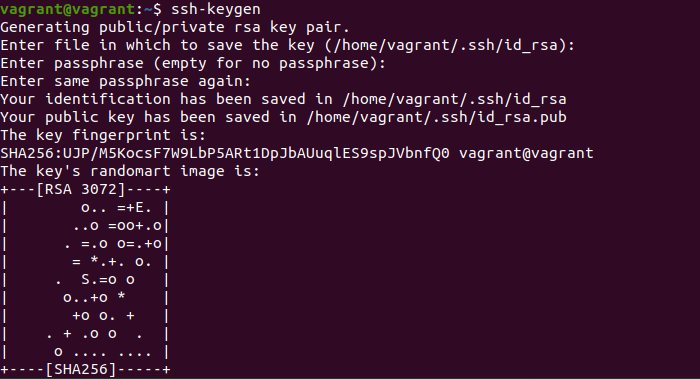 vagrant@vagrant:~$ ssh-keygen
Generating public/private rsa key pair.
Enter file in which to save the key (/home/vagrant/.ssh/id_rsa):
Enter passphrase (empty for no passphrase):
Enter same passphrase again:
Your identification has been saved in /home/vagrant/.ssh/id_rsa
Your public key has been saved in /home/vagrant/.ssh/id_rsa.pub
The key fingerprint is:
SHA256:UJP/M5KocsF7W9LbP5ARt1DpJbAUuqlES9spJVbnfQ0 vagrant@vagrant
The key's randomart image is:
+---[RSA 3072]----+
|         o.. =+E. |
|        ..o =oo+.o|
|       . =.o o=.+o|
|        = *.+. o. |
|      .  S.=o o   |
|       o..+o *    |
|        +o o. +   |
|     . + .o o  .  |
|      o .... .... |
+----[SHA256]-----+